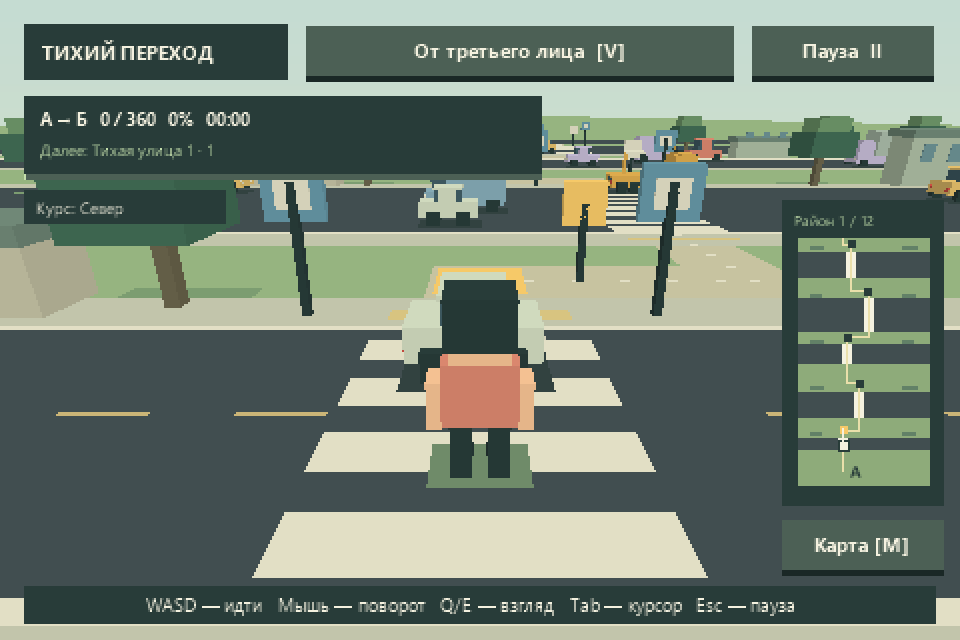 ТИХИЙ ПЕРЕХОД
От третьего лица [V]
Пауза II
А — Б 0 / 360 0% 00:00
Далее: Тихая улица 1 · 1
Курс: Север
Район 1 / 12
А
Карта [M]
WASD — идти Мышь — поворот Q/E — взгляд Tab — курсор Esc — пауза